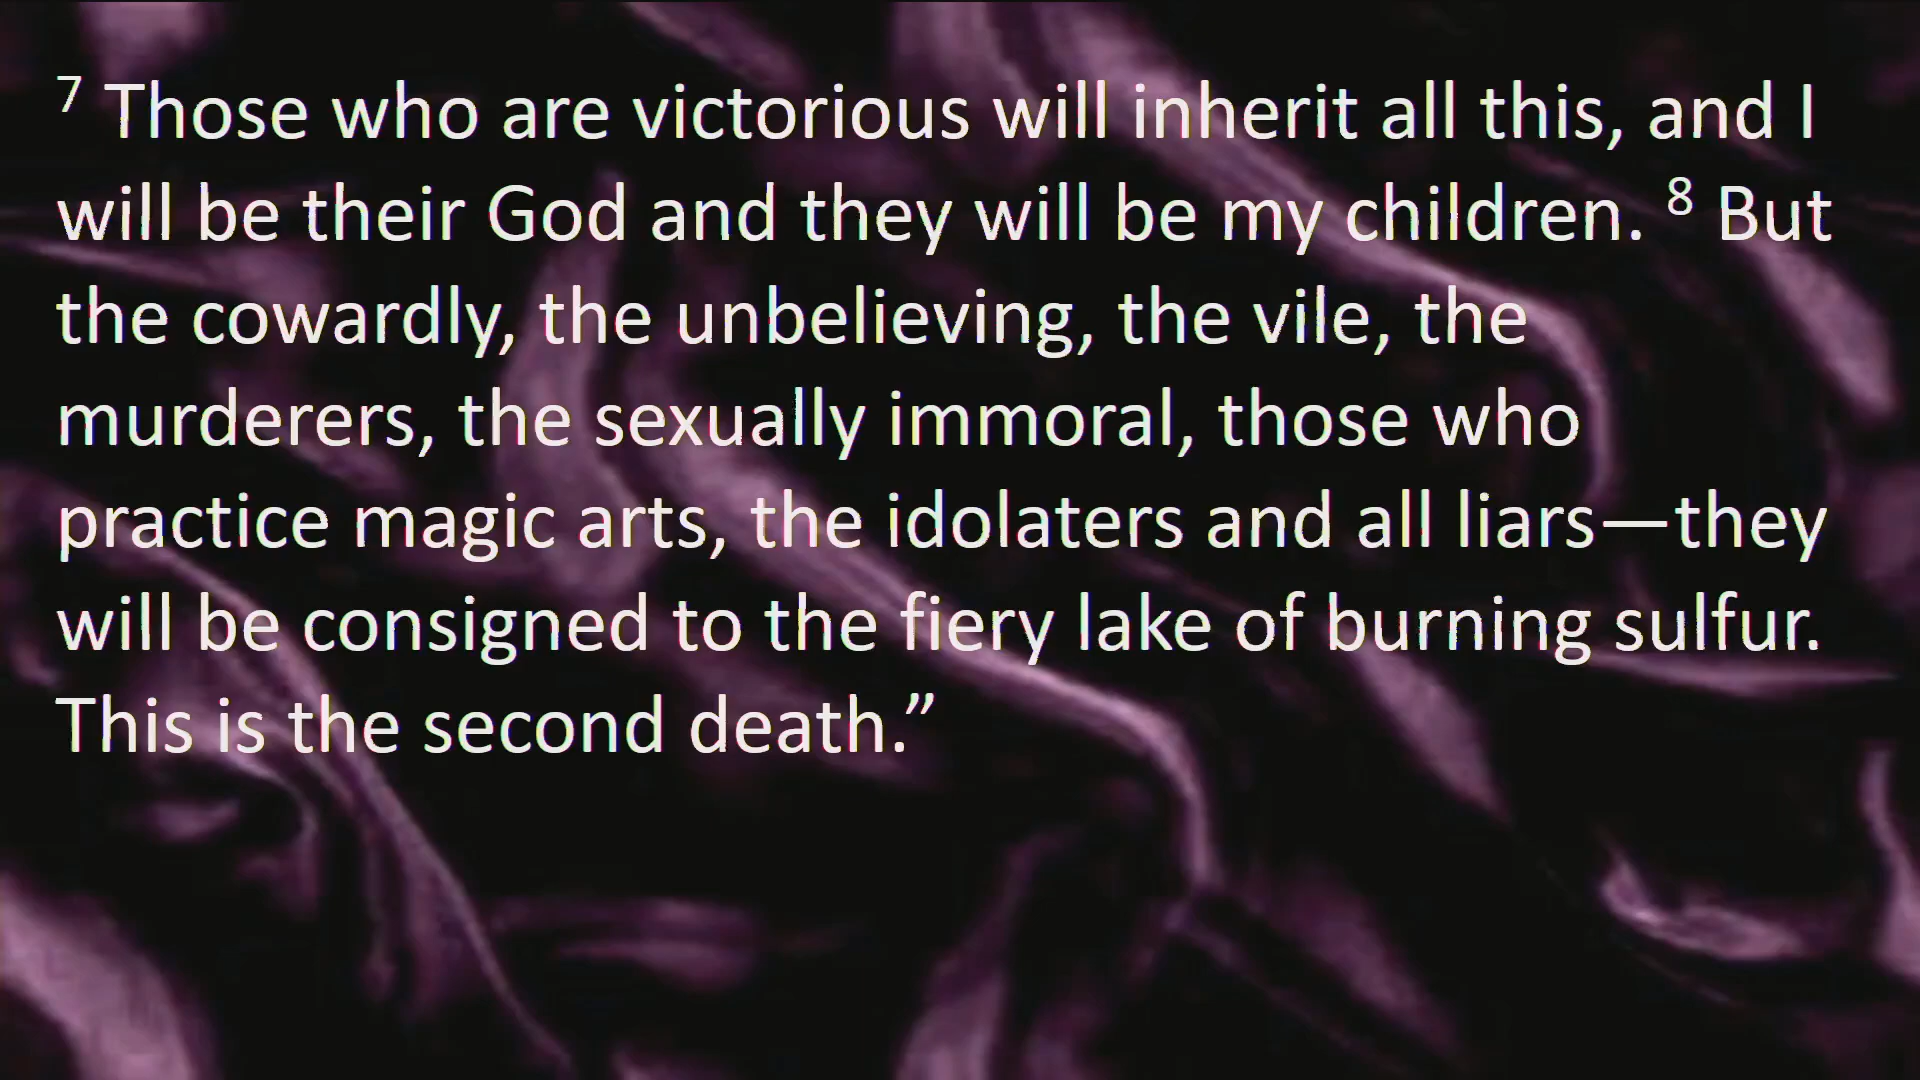 7 Those who are victorious will inherit all this, and I
will be their God and they will be my children. 8 But
the cowardly, the unbelieving, the vile, the
murderers, the sexually immoral, those who
practice magic arts, the idolaters and all liars—they
will be consigned to the fiery lake of burning sulfur.
This is the second death.”